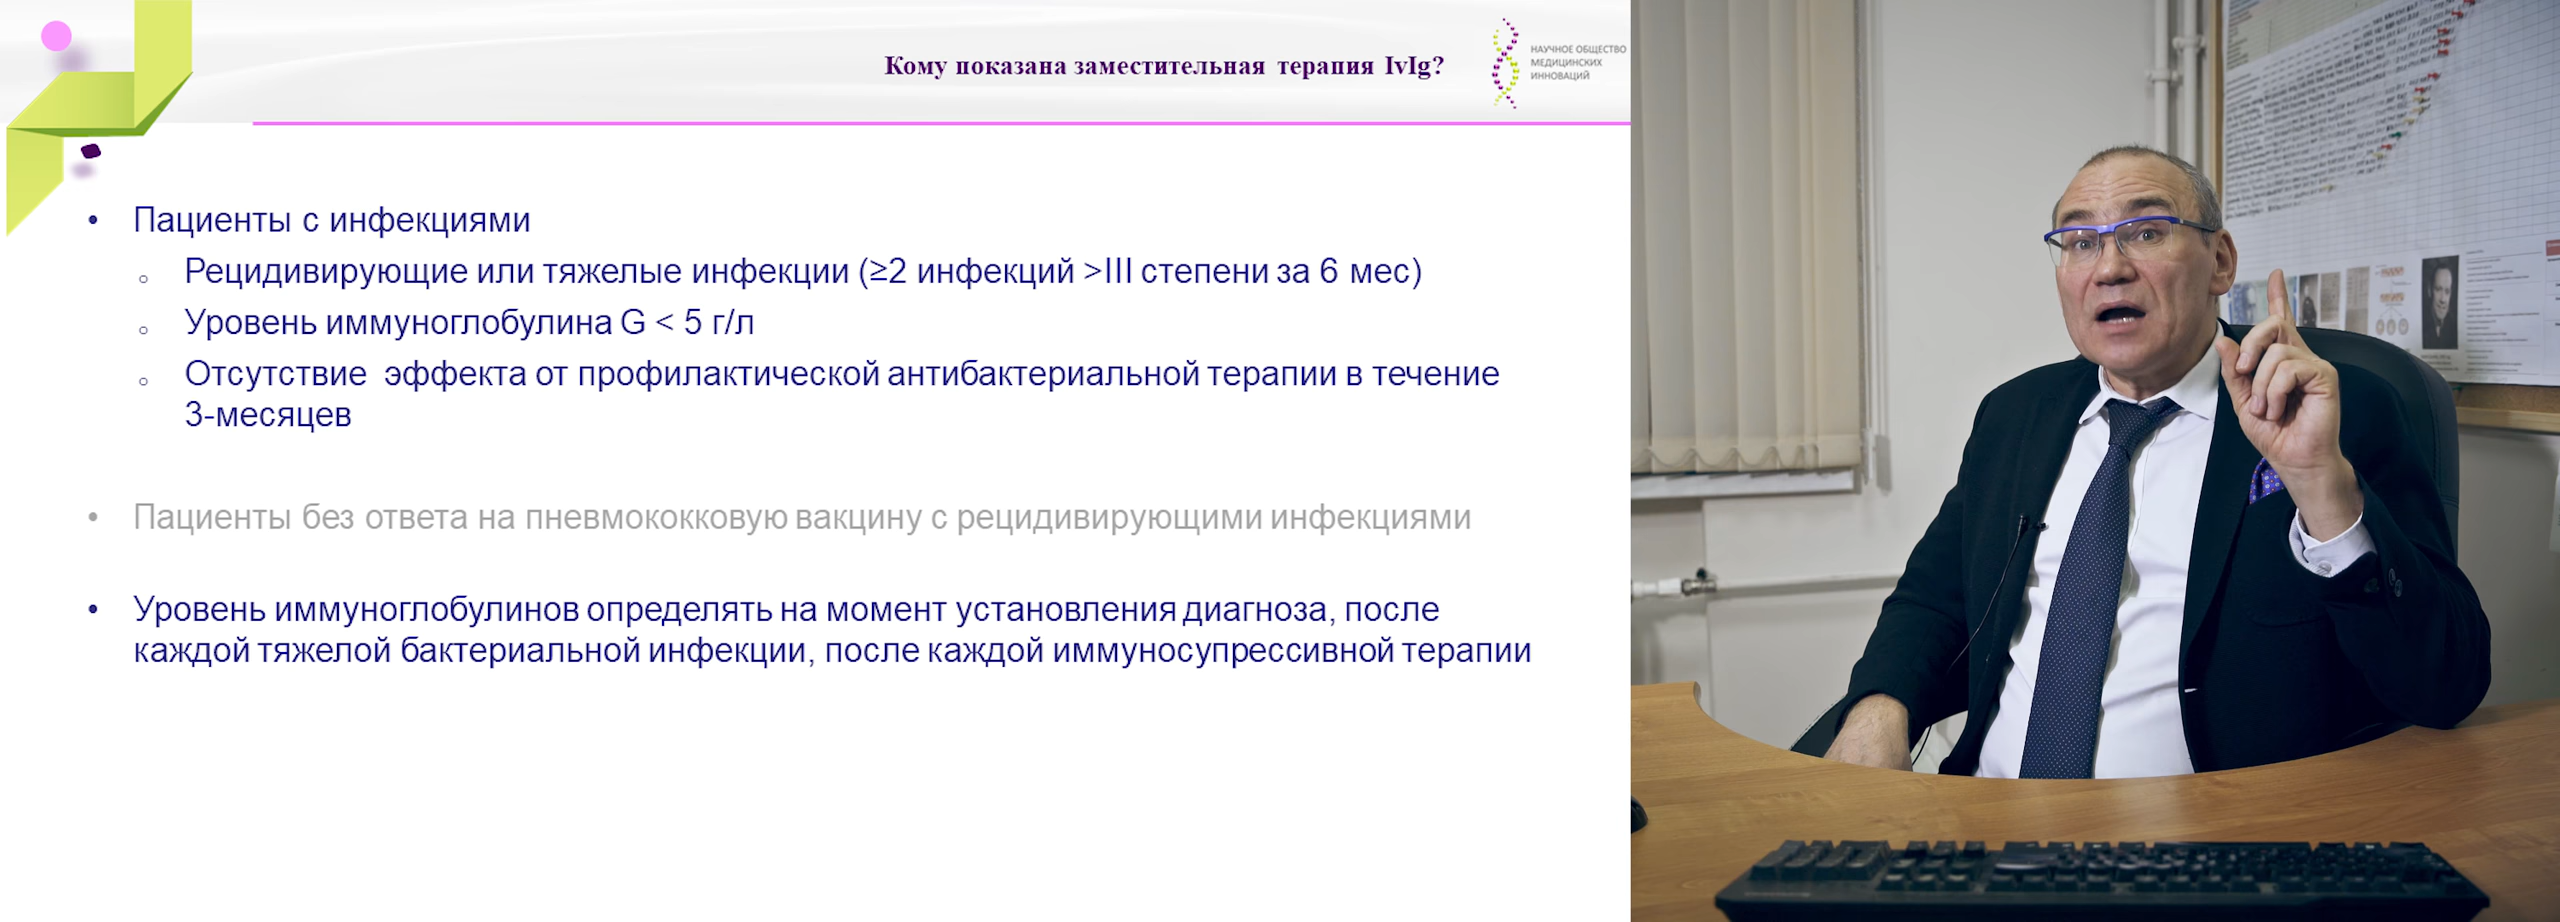 Кому показана заместительная терапия IvIg?
НАУЧНОЕ ОБЩЕСТВО
МЕДИЦИНСКИХ
ИННОВАЦИЙ
• Пациенты с инфекциями
○ Рецидивирующие или тяжелые инфекции (≥2 инфекций >III степени за 6 мес)
○ Уровень иммуноглобулина G < 5 г/л
○ Отсутствие эффекта от профилактической антибактериальной терапии в течение
3-месяцев
• Пациенты без ответа на пневмококковую вакцину с рецидивирующими инфекциями
• Уровень иммуноглобулинов определять на момент установления диагноза, после
каждой тяжелой бактериальной инфекции, после каждой иммуносупрессивной терапии